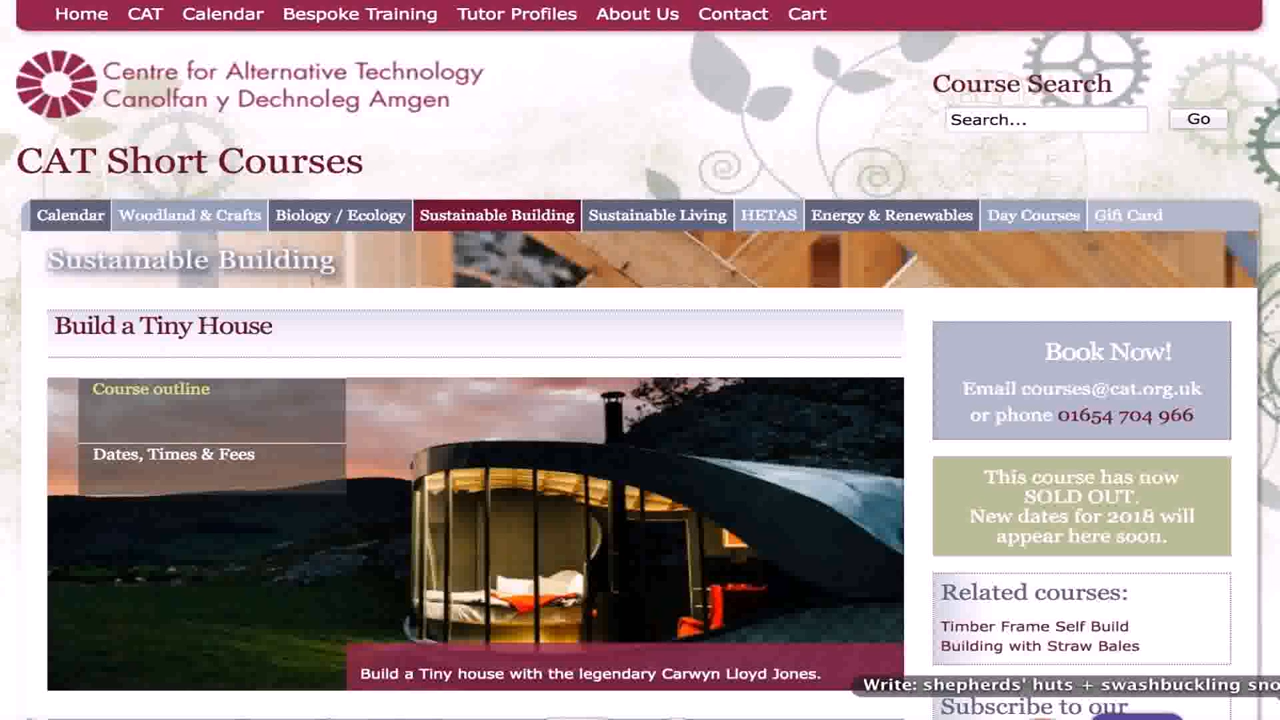 Home CAT Calendar Bespoke Training Tutor Profiles About Us Contact Cart
Centre for Alternative Technology
Canolfan y Dechnoleg Amgen
Course Search
Search...
Go
CAT Short Courses
Calendar Woodland & Crafts Biology / Ecology Sustainable Building Sustainable Living HETAS Energy & Renewables Day Courses Gift Card
Sustainable Building
Build a Tiny House
Course outline
Dates, Times & Fees
Build a Tiny house with the legendary Carwyn Lloyd Jones.
Book Now!
Email courses@cat.org.uk
or phone 01654 704 966
This course has now
SOLD OUT.
New dates for 2018 will
appear here soon.
Related courses:
Timber Frame Self Build
Building with Straw Bales
Write: shepherds' huts + swashbuckling sno
Subscribe to our